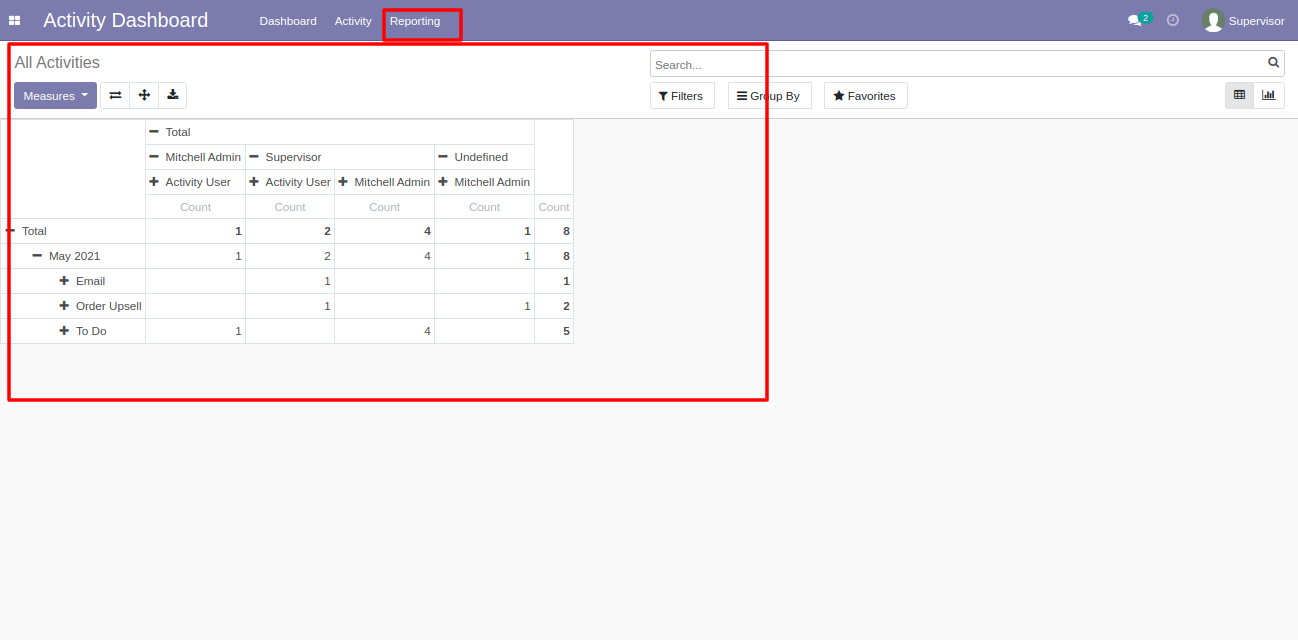 Activity Dashboard Dashboard Activity Reporting 2 Supervisor
All Activities
Search...
Measures
Filters Group By Favorites
Total
Mitchell Admin Supervisor Undefined
Activity User Activity User Mitchell Admin Mitchell Admin
Count Count Count Count Count
Total 1 2 4 1 8
May 2021 1 2 4 1 8
Email 1 1
Order Upsell 1 1 2
To Do 1 4 5